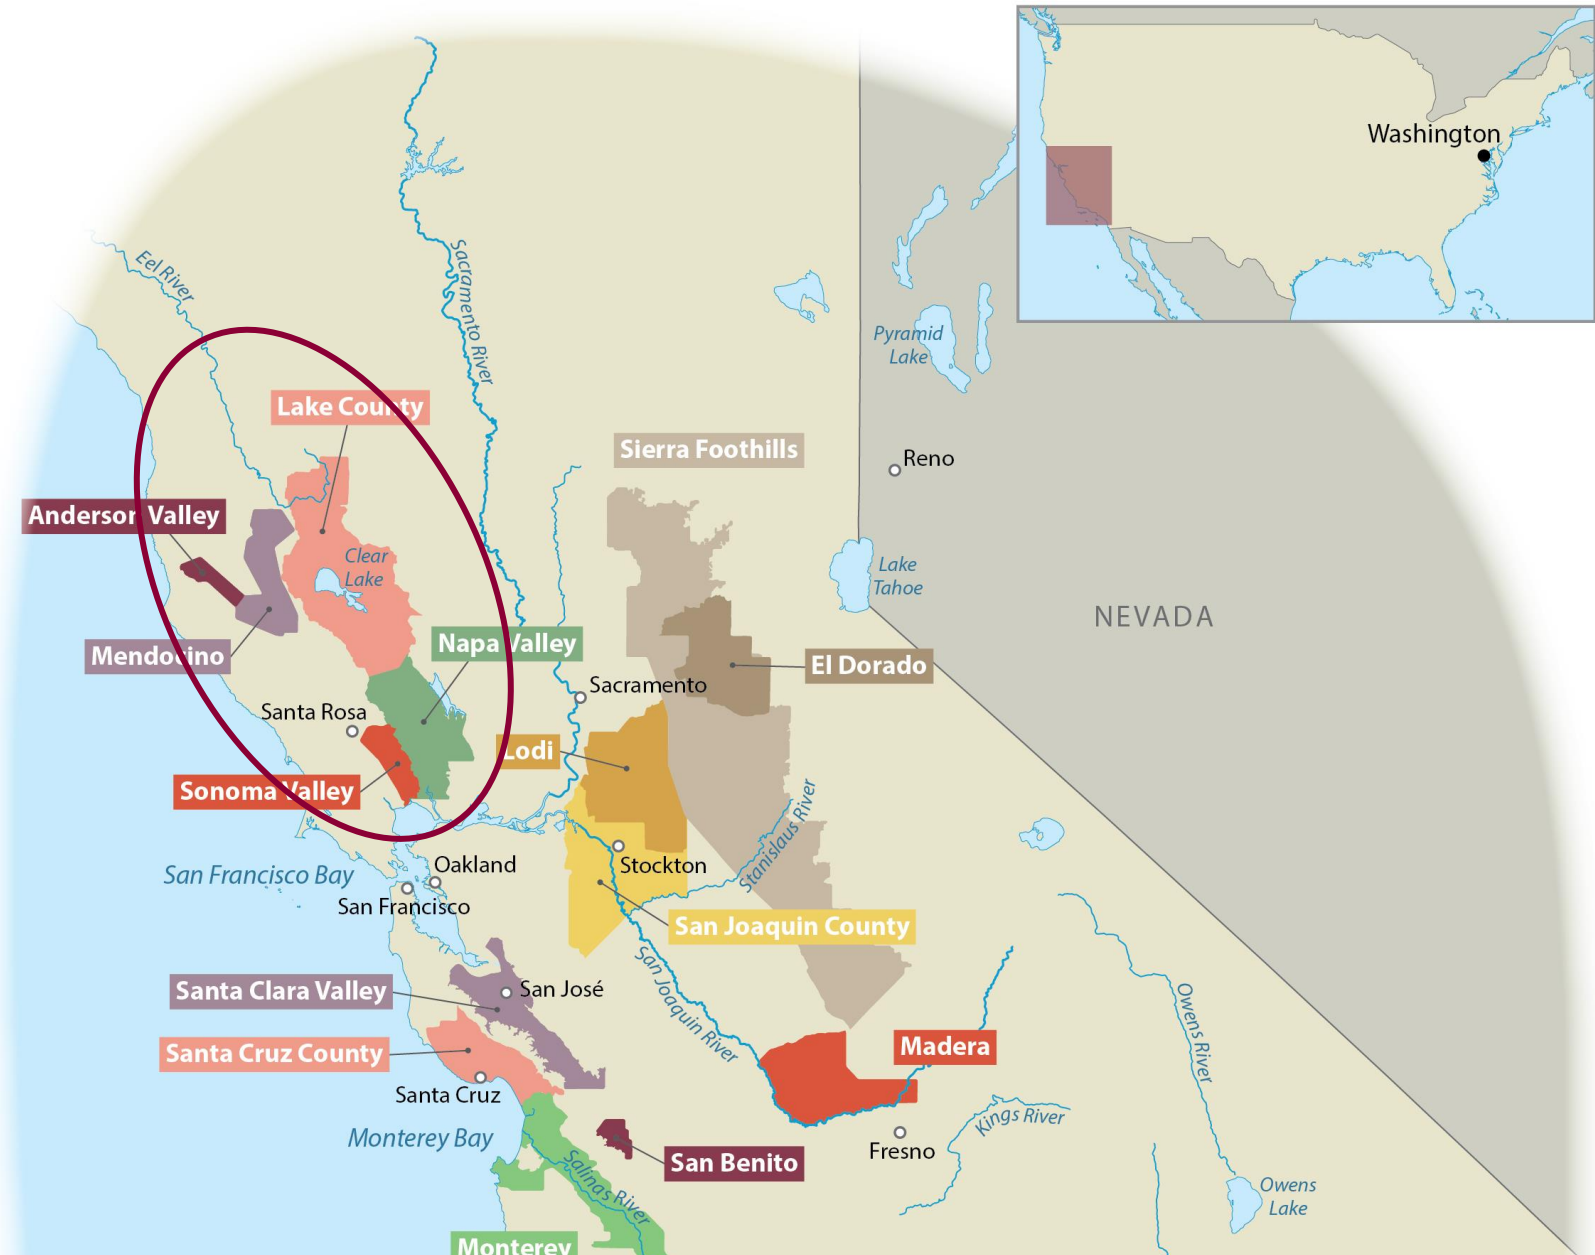 Washington
Eel River
Sacramento River
Pyramid
Lake
Lake County
Sierra Foothills
Reno
Anderson Valley
Clear
Lake
Lake
Tahoe
NEVADA
Mendocino
Napa Valley
El Dorado
Sacramento
Santa Rosa
Lodi
Sonoma Valley
Stanislaus River
Stockton
Oakland
San Francisco Bay
San Francisco
San Joaquin County
San Joaquin River
Santa Clara Valley
San José
Owens River
Santa Cruz County
Madera
Santa Cruz
Kings River
Monterey Bay
Fresno
San Benito
Salinas River
Owens
Lake
Monterey